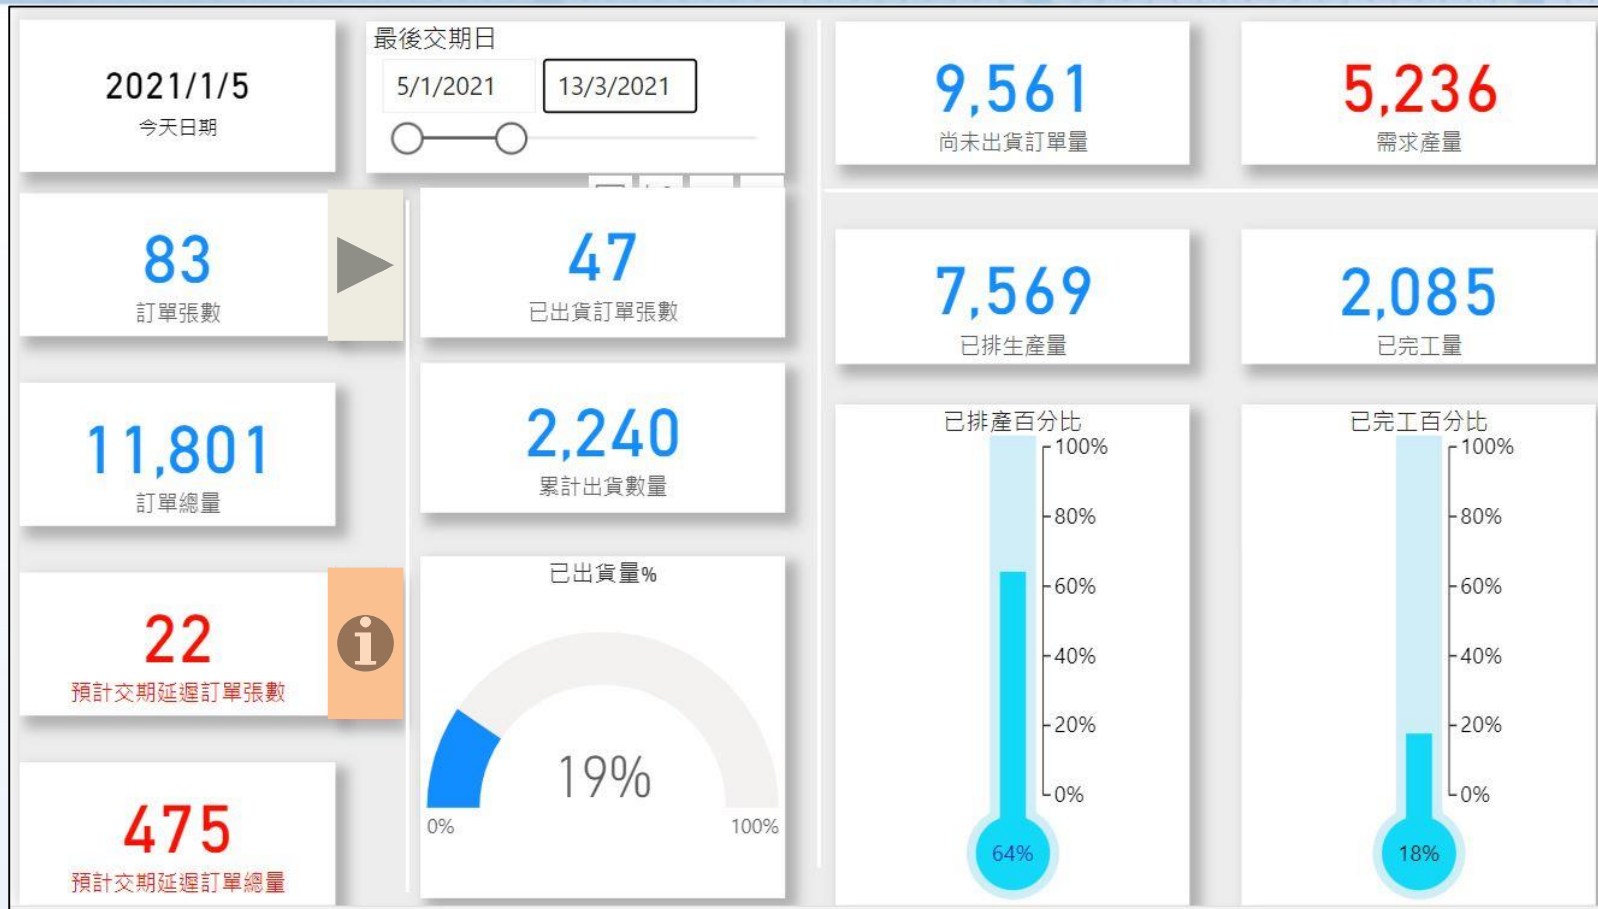 2021/1/5
今天日期
最後交期日
5/1/2021
13/3/2021
9,561
尚未出貨訂單量
5,236
需求產量
83
訂單張數
47
已出貨訂單張數
7,569
已排生產量
2,085
已完工量
11,801
訂單總量
2,240
累計出貨數量
22
預計交期延遲訂單張數
475
預計交期延遲訂單總量
已出貨量%
19%
0%
100%
已排產百分比
100%
80%
60%
40%
20%
0%
64%
已完工百分比
100%
80%
60%
40%
20%
0%
18%